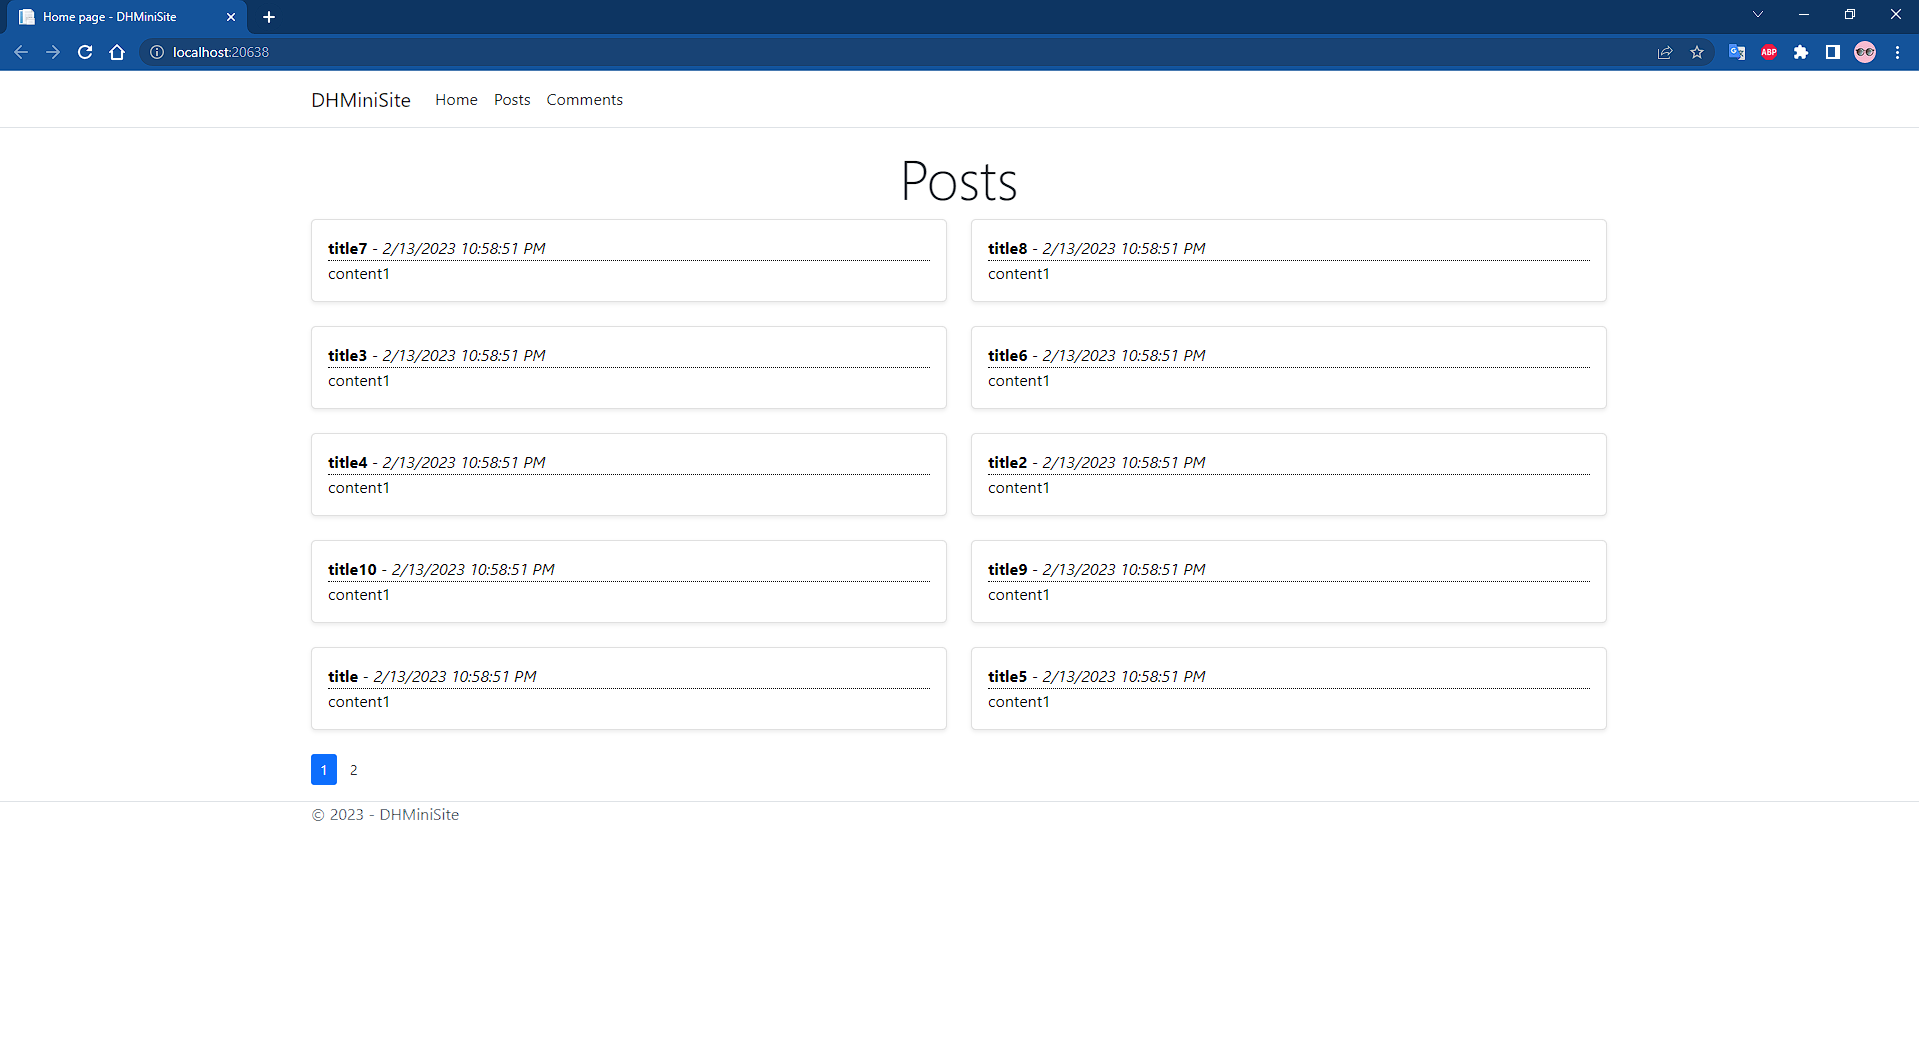 Home page - DHMiniSite
localhost:20638
ABP
DHMiniSite Home Posts Comments
Posts
title7 - 2/13/2023 10:58:51 PM
content1
title8 - 2/13/2023 10:58:51 PM
content1
title3 - 2/13/2023 10:58:51 PM
content1
title6 - 2/13/2023 10:58:51 PM
content1
title4 - 2/13/2023 10:58:51 PM
content1
title2 - 2/13/2023 10:58:51 PM
content1
title10 - 2/13/2023 10:58:51 PM
content1
title9 - 2/13/2023 10:58:51 PM
content1
title - 2/13/2023 10:58:51 PM
content1
title5 - 2/13/2023 10:58:51 PM
content1
1 2
© 2023 - DHMiniSite